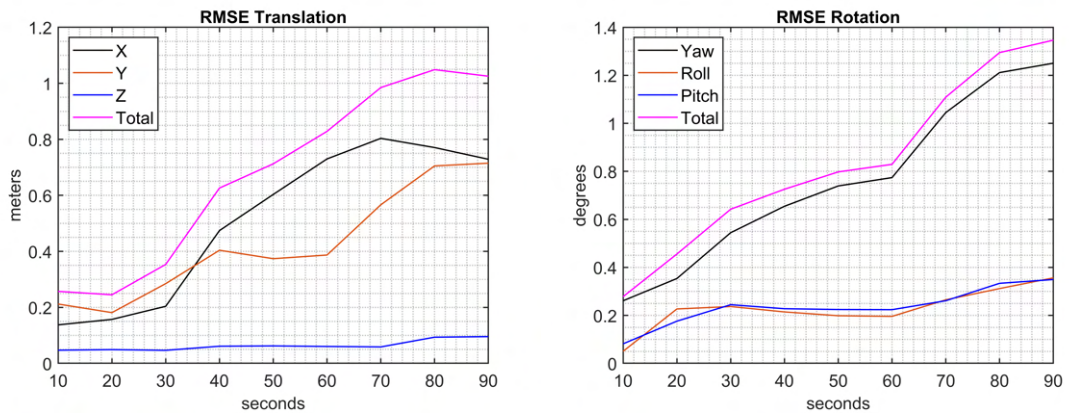 RMSE Translation
1.2
1
0.8
0.6
0.4
0.2
0
meters
X
Y
Z
Total
10 20 30 40 50 60 70 80 90
seconds
RMSE Rotation
1.4
1.2
1
0.8
0.6
0.4
0.2
0
degrees
Yaw
Roll
Pitch
Total
10 20 30 40 50 60 70 80 90
seconds